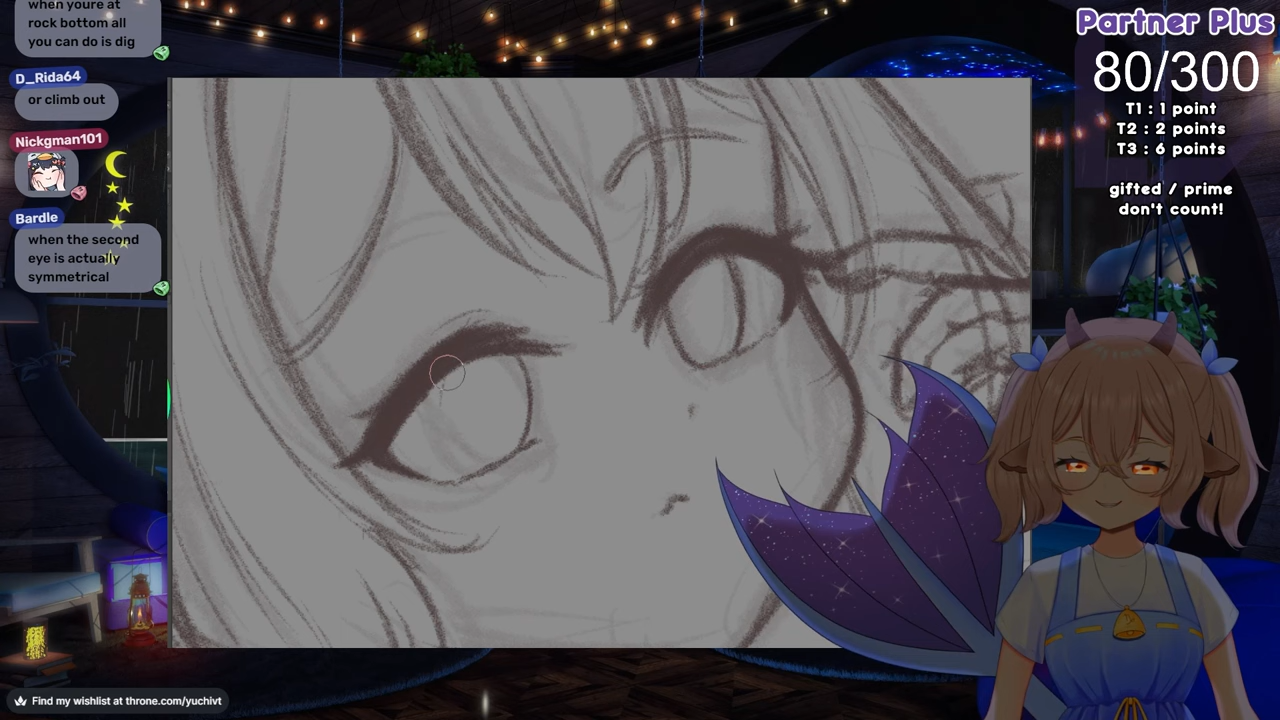 when youre at
rock bottom all
you can do is dig
D_Rida64
or climb out
Nickgman101
Bardle
when the second
eye is actually
symmetrical
Partner Plus
80/300
T1 : 1 point
T2 : 2 points
T3 : 6 points
gifted / prime
don't count!
Find my wishlist at throne.com/yuchivt